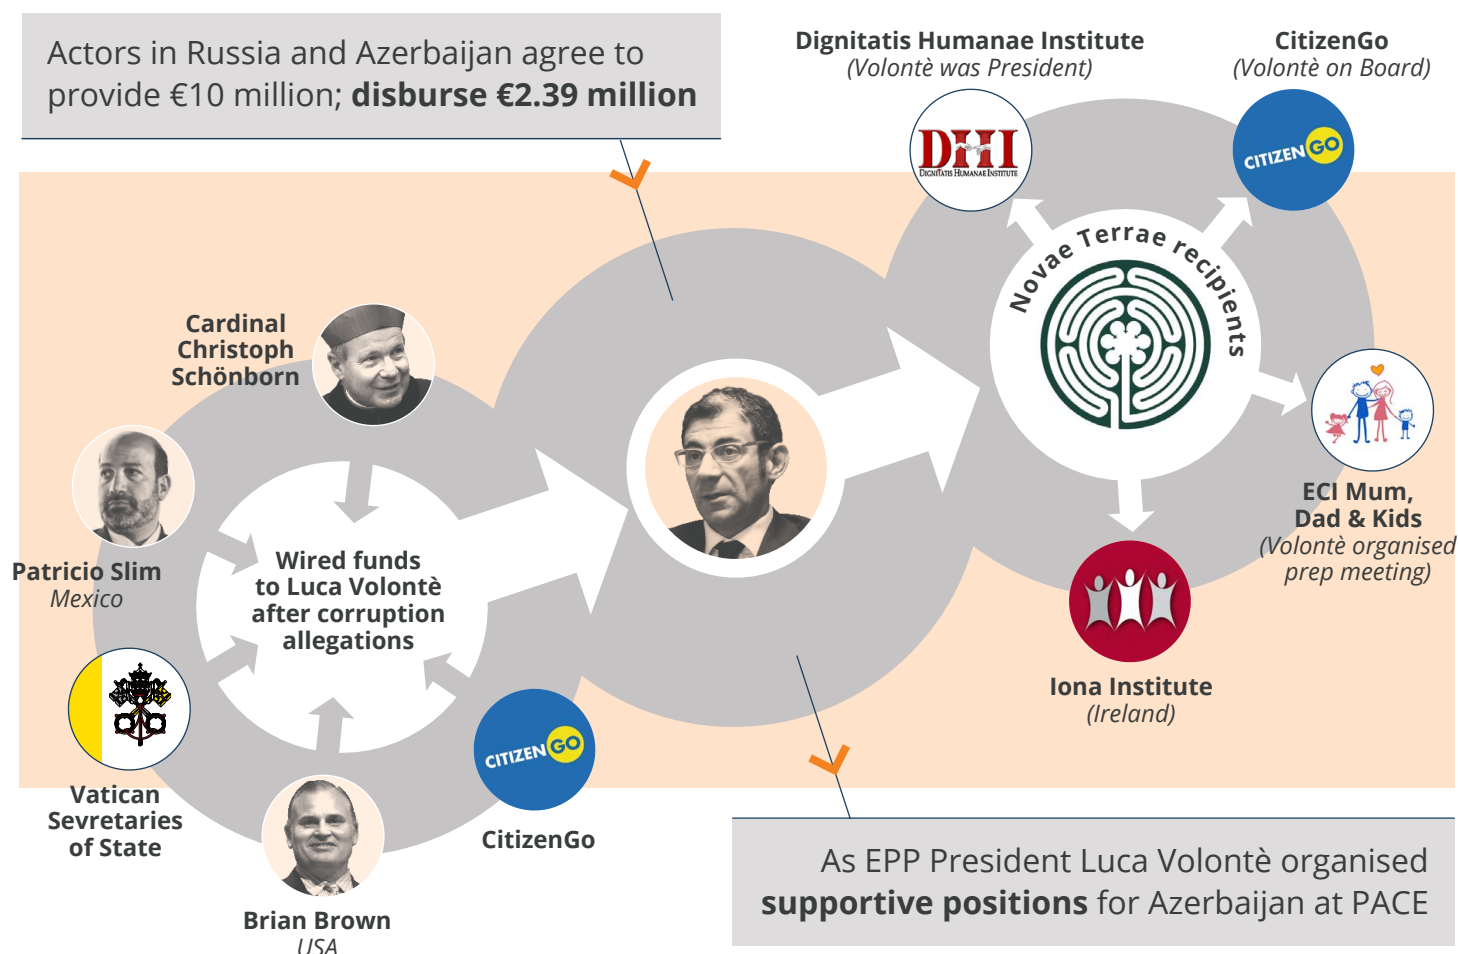 Actors in Russia and Azerbaijan agree to
provide €10 million; disburse €2.39 million
Dignitatis Humanae Institute
(Volontè was President)
CitizenGo
(Volontè on Board)
DHI
DIGNITATIS HUMANAE INSTITUTE
CITIZENGO
Novae Terrae recipients
Cardinal
Christoph
Schönborn
Patricio Slim
Mexico
Wired funds
to Luca Volontè
after corruption
allegations
ECI Mum,
Dad & Kids
(Volontè organised
prep meeting)
Iona Institute
(Ireland)
Vatican
Sevretaries
of State
CITIZENGO
CitizenGo
Brian Brown
USA
As EPP President Luca Volontè organised
supportive positions for Azerbaijan at PACE